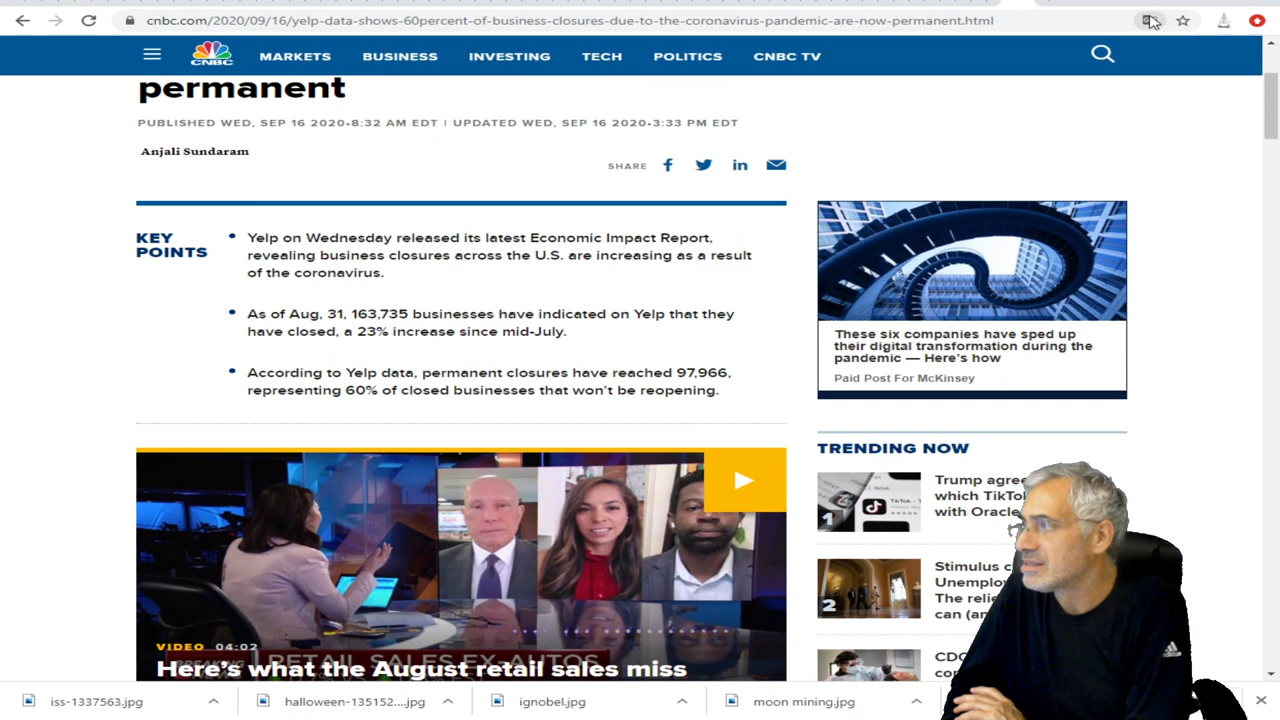 cnbc.com/2020/09/16/yelp-data-shows-60percent-of-business-closures-due-to-the-coronavirus-pandemic-are-now-permanent.html
CNBC
MARKETS
BUSINESS
INVESTING
TECH
POLITICS
CNBC TV
permanent
PUBLISHED WED, SEP 16 2020•8:32 AM EDT | UPDATED WED, SEP 16 2020•3:33 PM EDT
Anjali Sundaram
SHARE
KEY
POINTS
Yelp on Wednesday released its latest Economic Impact Report,
revealing business closures across the U.S. are increasing as a result
of the coronavirus.
As of Aug, 31, 163,735 businesses have indicated on Yelp that they
have closed, a 23% increase since mid-July.
According to Yelp data, permanent closures have reached 97,966,
representing 60% of closed businesses that won't be reopening.
These six companies have sped up
their digital transformation during the
pandemic — Here's how
Paid Post For McKinsey
TRENDING NOW
1
TikTok
Trump agre
which TikTo
with Oracle
2
Stimulus c
Unemploy
The relie
can (an
CDC
VIDEO 04:02
RETAIL SALES EX-AUTOS
Here's what the August retail sales miss
iss-1337563.jpg
halloween-135152....jpg
ignobel.jpg
moon mining.jpg
adidas